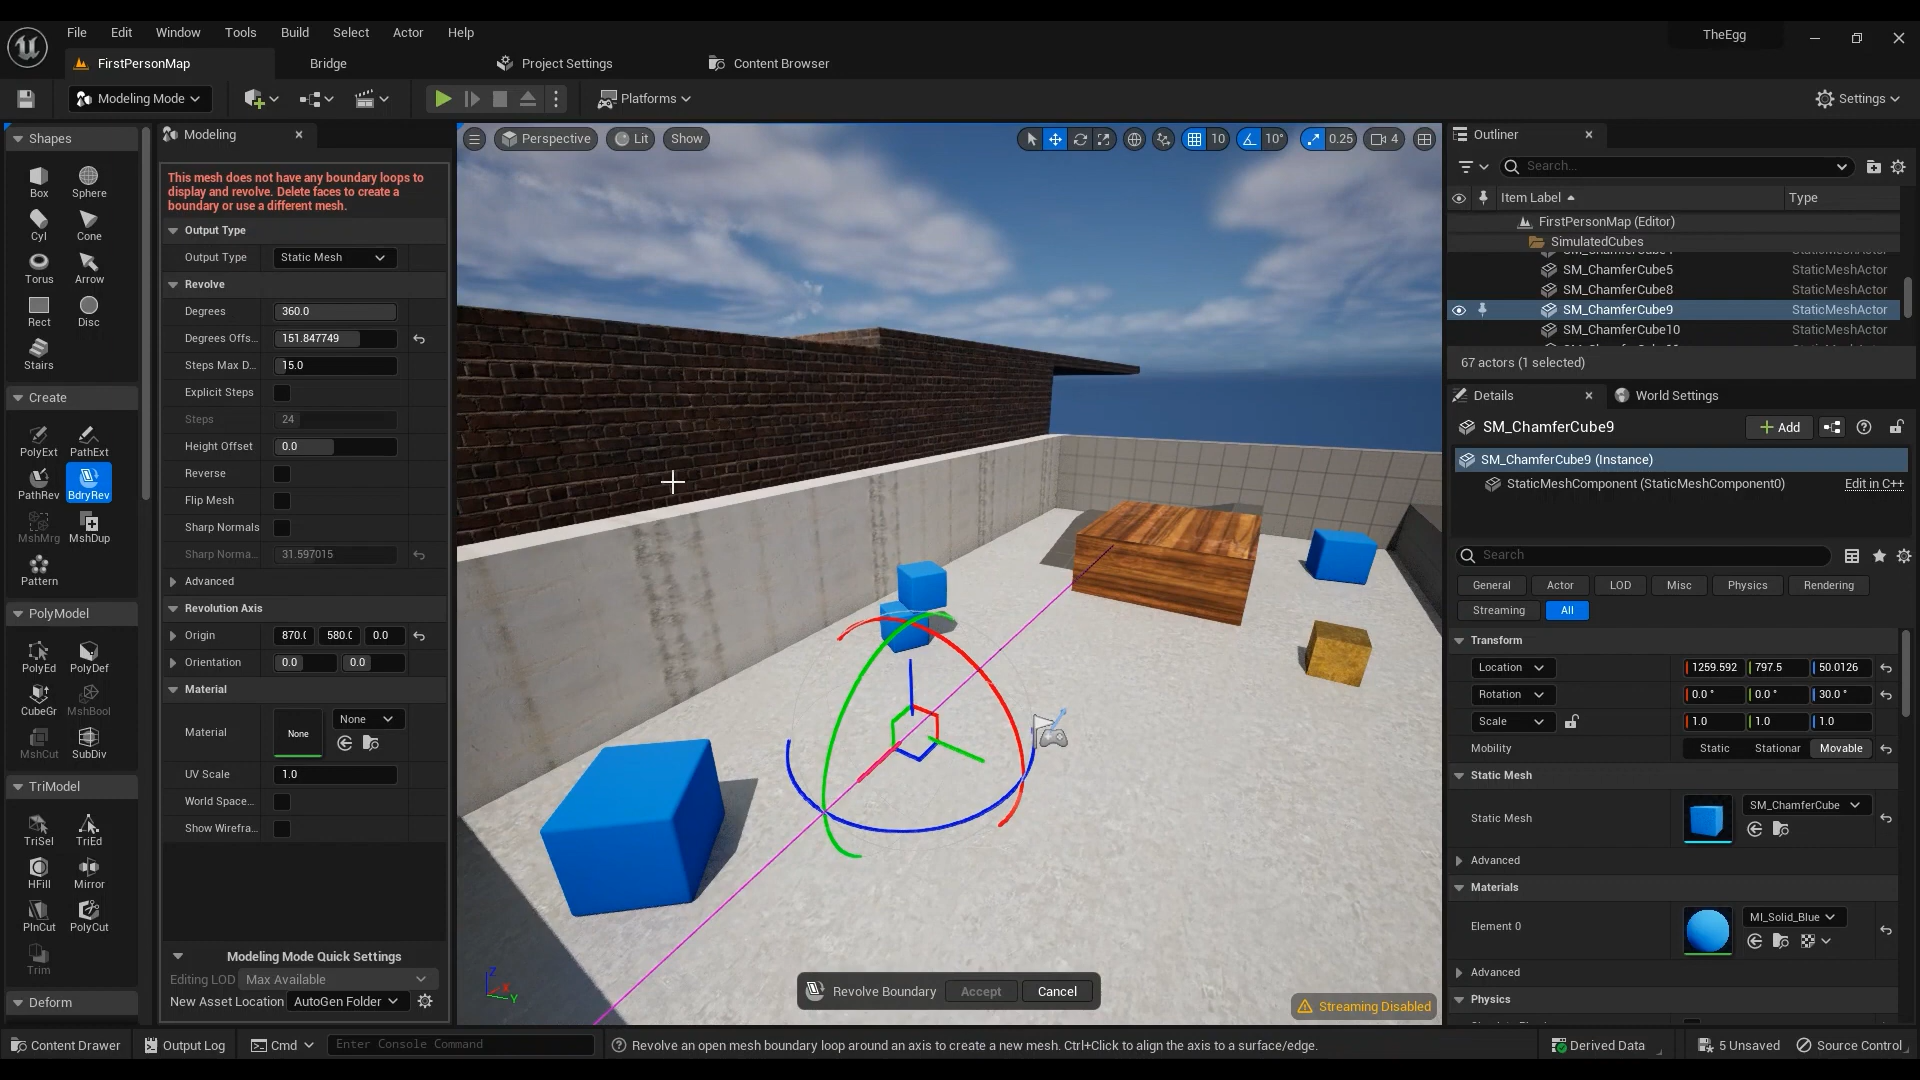 File Edit Window Tools Build Select Actor Help
TheEgg
FirstPersonMap Bridge Project Settings Content Browser
Modeling Mode Platforms Settings
Shapes
Box Sphere
Cyl Cone
Torus Arrow
Rect Disc
Stairs
Create
PolyExt PathExt
PathRev BdryRev
MshMrg MshDup
Pattern
PolyModel
PolyEd PolyDef
CubeGr MshBool
MshCut SubDiv
TriModel
TriSel TriEd
HFill Mirror
PlnCut PolyCut
Trim
Deform
Modeling
This mesh does not have any boundary loops to
display and revolve. Delete faces to create a
boundary or use a different mesh.
Output Type
Output Type Static Mesh
Revolve
Degrees 360.0
Degrees Offs... 151.847749
Steps Max D... 15.0
Explicit Steps
Steps 24
Height Offset 0.0
Reverse
Flip Mesh
Sharp Normals
Sharp Norma... 31.597015
Advanced
Revolution Axis
Origin 870.( 580.( 0.0
Orientation 0.0 0.0
Material
Material None None
UV Scale 1.0
World Space...
Show Wirefra...
Modeling Mode Quick Settings
Editing LOD Max Available
New Asset Location AutoGen Folder
Perspective Lit Show 10 10° 0.25 4
Z X Y
Revolve Boundary Accept Cancel
Streaming Disabled
Outliner
Search...
Item Label Type
FirstPersonMap (Editor)
SimulatedCubes
SM_ChamferCube5 StaticMeshActor
SM_ChamferCube8 StaticMeshActor
SM_ChamferCube9 StaticMeshActor
SM_ChamferCube10 StaticMeshActor
67 actors (1 selected)
Details World Settings
SM_ChamferCube9 Add
SM_ChamferCube9 (Instance)
StaticMeshComponent (StaticMeshComponent0) Edit in C++
Search
General Actor LOD Misc Physics Rendering
Streaming All
Transform
Location 1259.592 797.5 50.0126
Rotation 0.0 ° 0.0 ° 30.0 °
Scale 1.0 1.0 1.0
Mobility Static Stationar Movable
Static Mesh
Static Mesh SM_ChamferCube
Advanced
Materials
Element 0 MI_Solid_Blue
Advanced
Physics
Content Drawer Output Log Cmd Enter Console Command Revolve an open mesh boundary loop around an axis to create a new mesh. Ctrl+Click to align the axis to a surface/edge. Derived Data 5 Unsaved Source Control